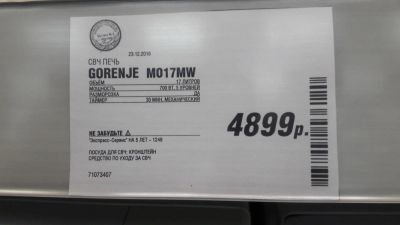 23.12.2016
СВЧ ПЕЧЬ
GORENJE MO17MW
ОБЪЕМ 17 ЛИТРОВ
МОЩНОСТЬ 700 ВТ, 5 УРОВНЕЙ
РАЗМОРОЗКА ДА
ТАЙМЕР 30 МИН, МЕХАНИЧЕСКИЙ
4899р.
НЕ ЗАБУДЬТЕ
"Экспресс-Сервис" НА 5 ЛЕТ - 1249
ПОСУДА ДЛЯ СВЧ; КРОНШТЕЙН
СРЕДСТВО ПО УХОДУ ЗА СВЧ
71073407